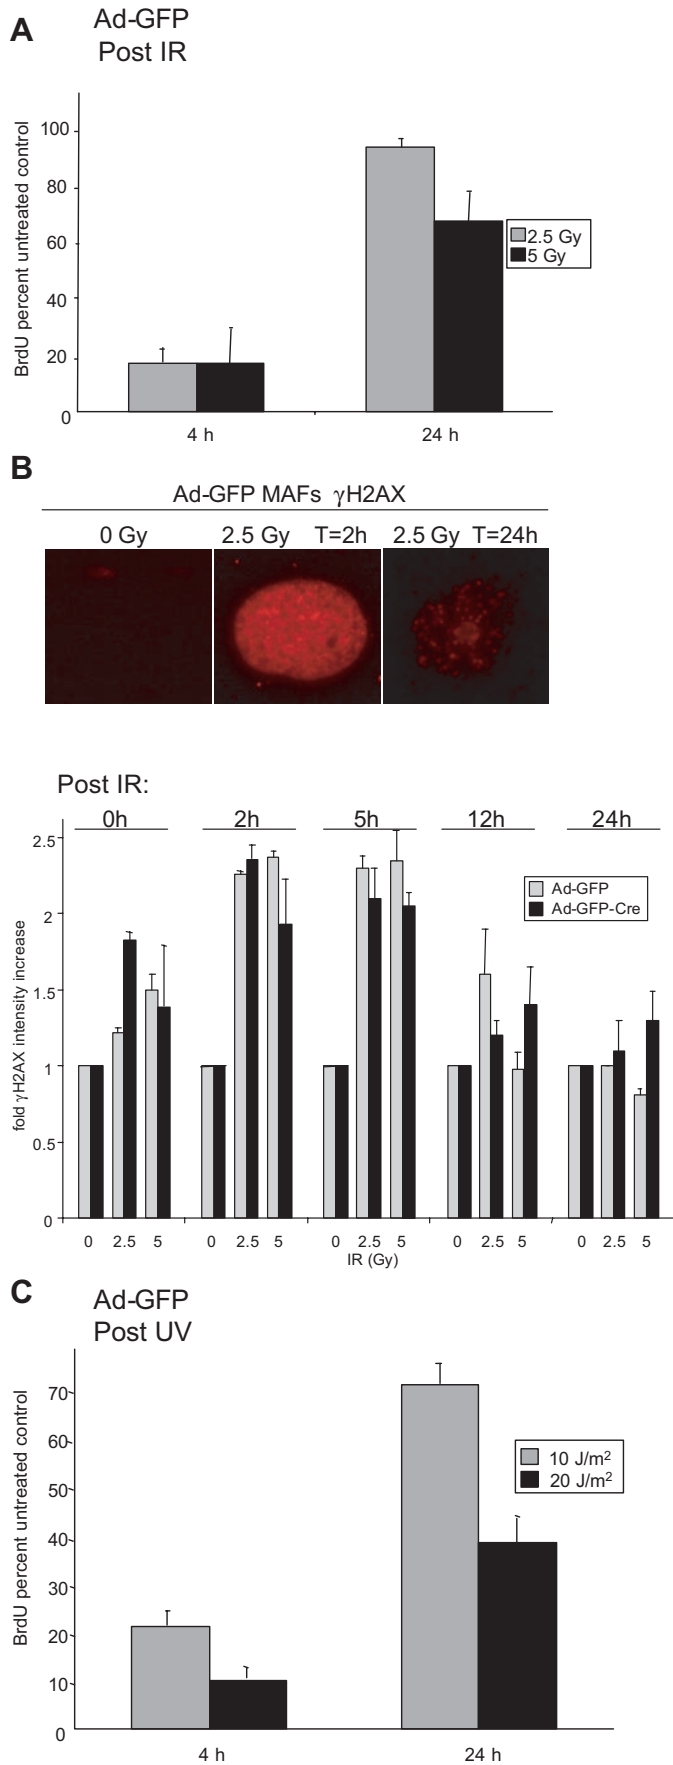 A
Ad-GFP
Post IR
BrdU percent untreated control
100
80
60
40
20
0
2.5 Gy
5 Gy
4 h
24 h
B
Ad-GFP MAFs γH2AX
0 Gy
2.5 Gy T=2h
2.5 Gy T=24h
Post IR:
0h
2h
5h
12h
24h
fold γH2AX intensity increase
2.5
2
1.5
1
0.5
0
Ad-GFP
Ad-GFP-Cre
0 2.5 5
0 2.5 5
0 2.5 5
0 2.5 5
0 2.5 5
IR (Gy)
C
Ad-GFP
Post UV
BrdU percent untreated control
70
60
50
40
30
20
10
0
10 J/m²
20 J/m²
4 h
24 h